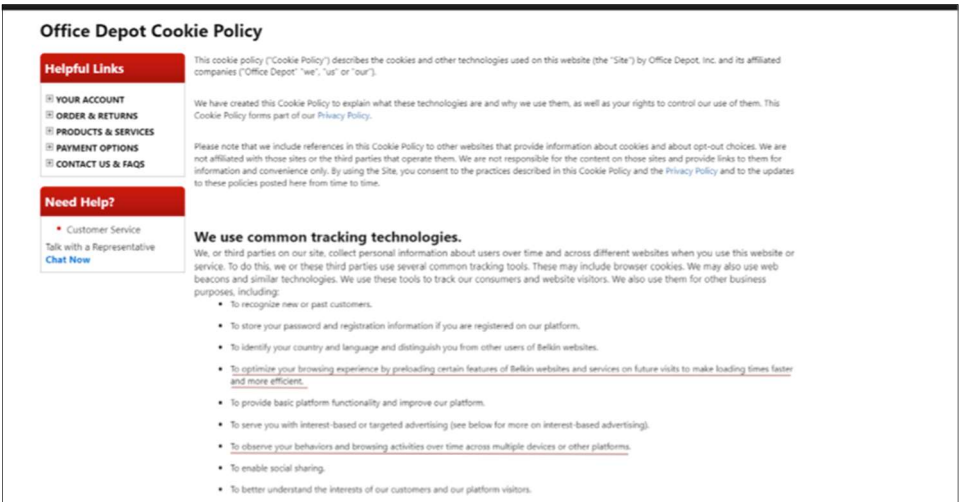 Office Depot Cookie Policy
Helpful Links
YOUR ACCOUNT
ORDER & RETURNS
PRODUCTS & SERVICES
PAYMENT OPTIONS
CONTACT US & FAQS
Need Help?
Customer Service
Talk with a Representative
Chat Now
This cookie policy ("Cookie Policy") describes the cookies and other technologies used on this website (the "Site") by Office Depot, Inc. and its affiliated
companies ("Office Depot" "we", "us" or "our").
We have created this Cookie Policy to explain what these technologies are and why we use them, as well as your rights to control our use of them. This
Cookie Policy forms part of our Privacy Policy.
Please note that we include references in this Cookie Policy to other websites that provide information about cookies and about opt-out choices. We are
not affiliated with those sites or the third parties that operate them. We are not responsible for the content on those sites and provide links to them for
information and convenience only. By using the Site, you consent to the practices described in this Cookie Policy and the Privacy Policy and to the updates
to these policies posted here from time to time.
We use common tracking technologies.
We, or third parties on our site, collect personal information about users over time and across different websites when you use this website or
service. To do this, we or these third parties use several common tracking tools. These may include browser cookies. We may also use web
beacons and similar technologies. We use these tools to track our consumers and website visitors. We also use them for other business
purposes, including:
• To recognize new or past customers.
• To store your password and registration information if you are registered on our platform.
• To identify your country and language and distinguish you from other users of Belkin websites.
• To optimize your browsing experience by preloading certain features of Belkin websites and services on future visits to make loading times faster
and more efficient.
• To provide basic platform functionality and improve our platform.
• To serve you with interest-based or targeted advertising (see below for more on interest-based advertising).
• To observe your behaviors and browsing activities over time across multiple devices or other platforms.
• To enable social sharing.
• To better understand the interests of our customers and our platform visitors.